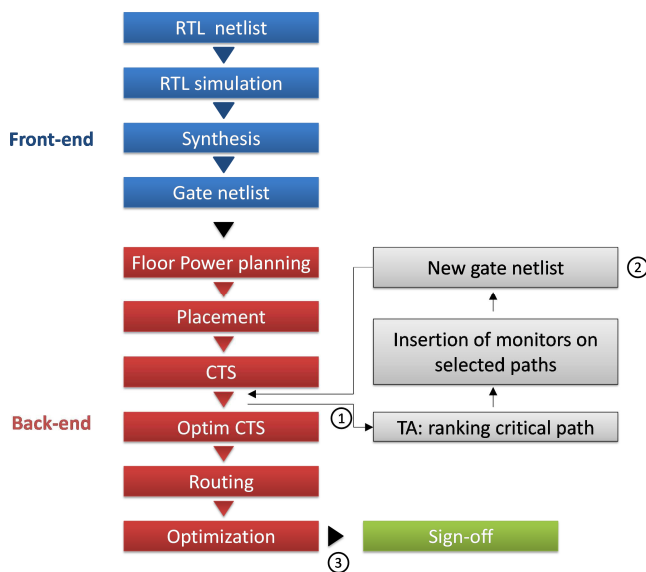 RTL netlist
RTL simulation
Front-end
Synthesis
Gate netlist
Floor Power planning
New gate netlist
2
Placement
Insertion of monitors on
selected paths
CTS
Back-end
Optim CTS
1
TA: ranking critical path
Routing
Optimization
3
Sign-off